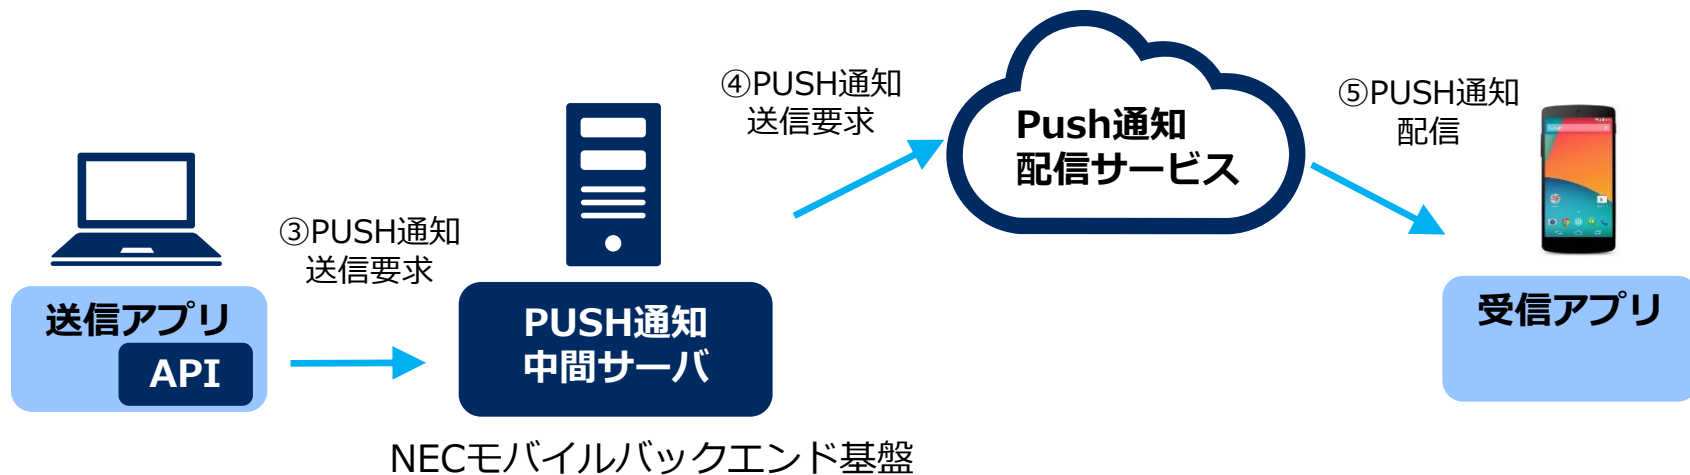 ④PUSH通知
送信要求
⑤PUSH通知
配信
Push通知
配信サービス
③PUSH通知
送信要求
送信アプリ
API
PUSH通知
中間サーバ
受信アプリ
NECモバイルバックエンド基盤